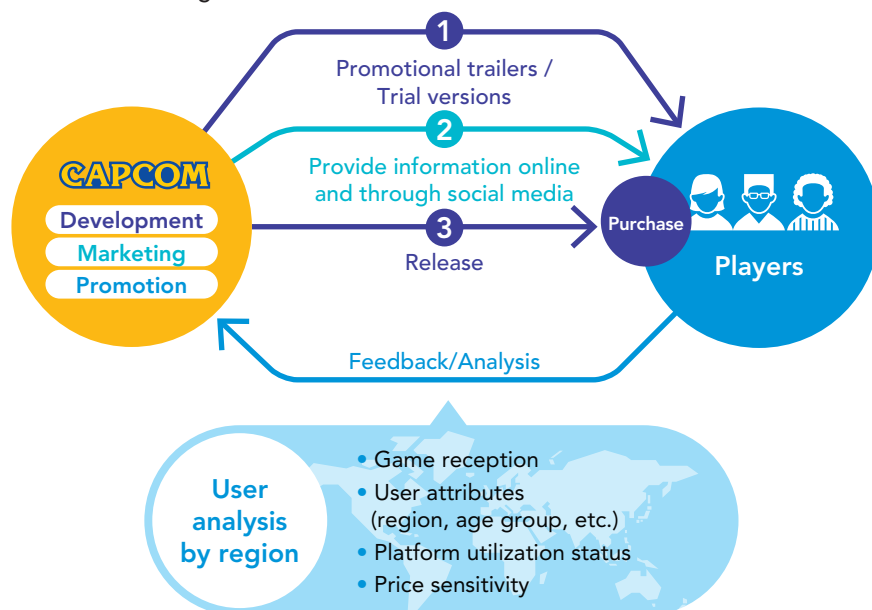 1
Promotional trailers /
Trial versions
2
Provide information online
and through social media
3
Release
CAPCOM
Development
Marketing
Promotion
Purchase
Players
Feedback/Analysis
User
analysis
by region
• Game reception
• User attributes
(region, age group, etc.)
• Platform utilization status
• Price sensitivity